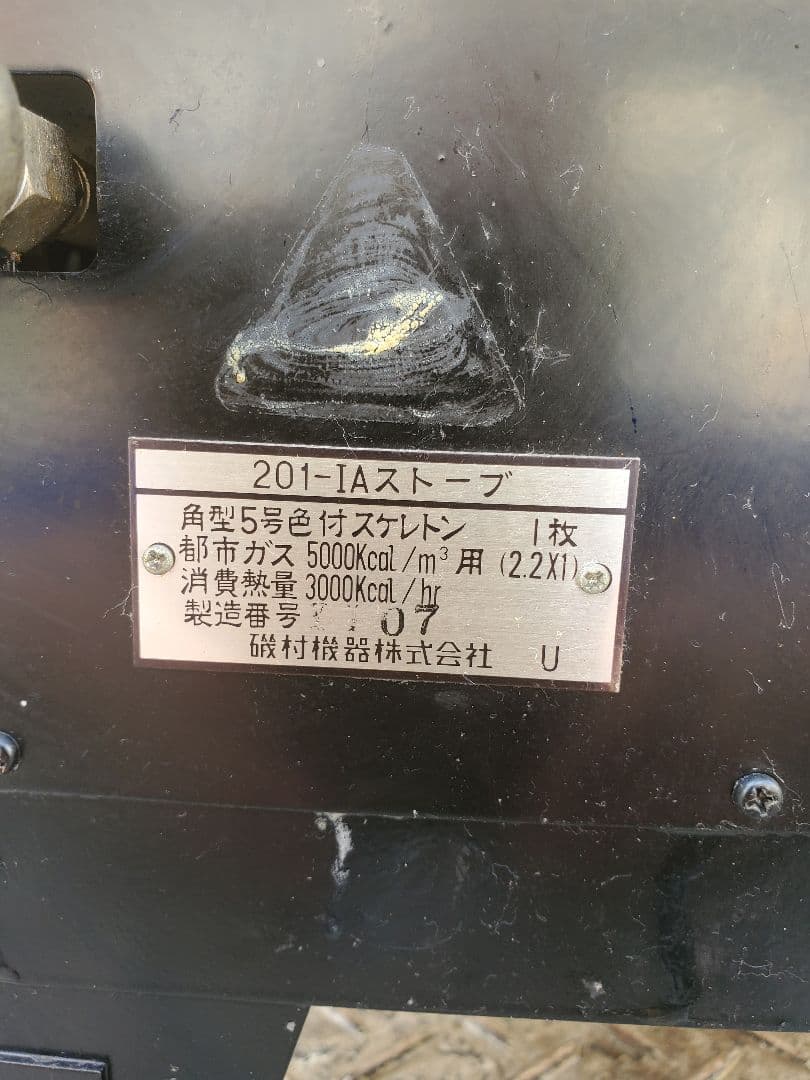 201-IAストーブ
角型5号色付スケレトン 1枚
都市ガス 5000Kcal/m³用 (2.2X1)
消費熱量 3000Kcal/hr
製造番号 07
磯村機器株式会社 U